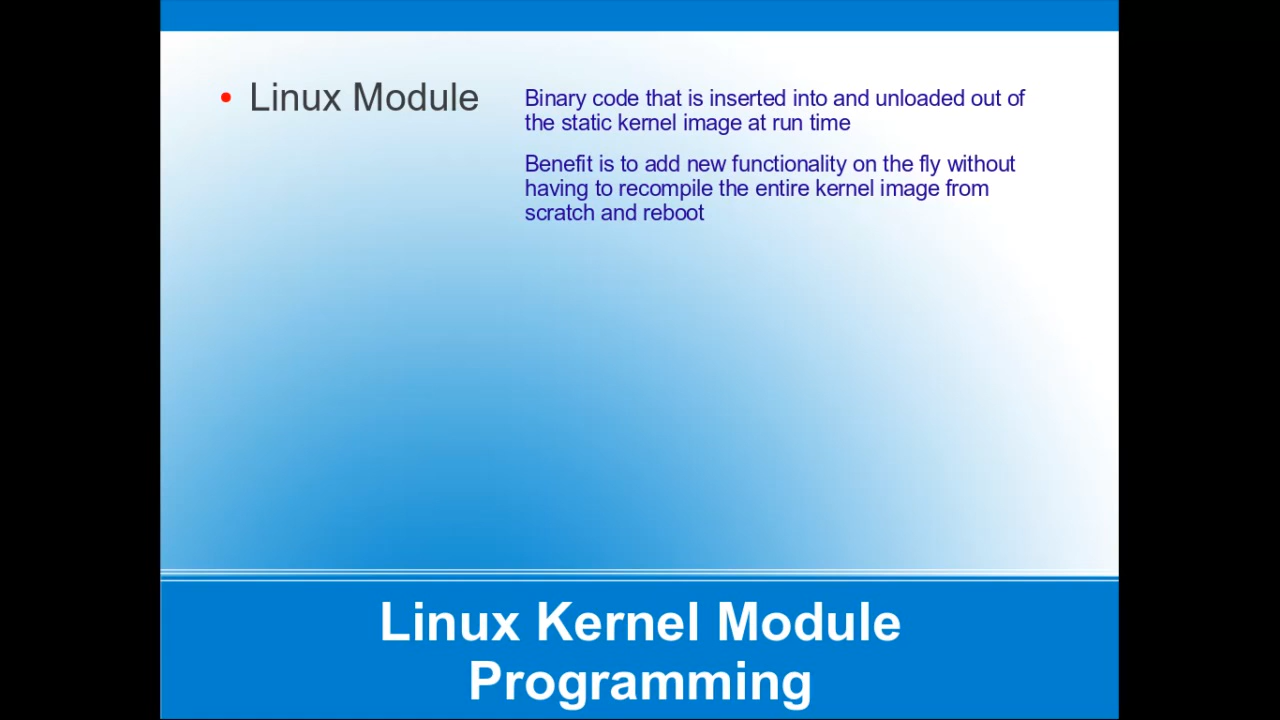 • Linux Module
Binary code that is inserted into and unloaded out of
the static kernel image at run time
Benefit is to add new functionality on the fly without
having to recompile the entire kernel image from
scratch and reboot
Linux Kernel Module
Programming